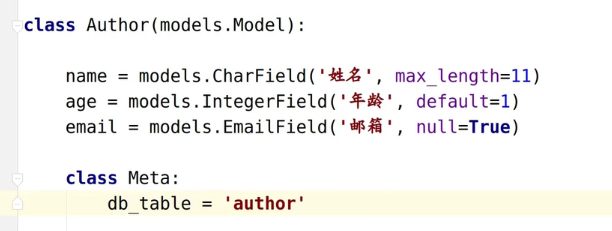 class Author(models.Model):
name = models.CharField('姓名', max_length=11)
age = models.IntegerField('年龄', default=1)
email = models.EmailField('邮箱', null=True)
class Meta:
db_table = 'author'